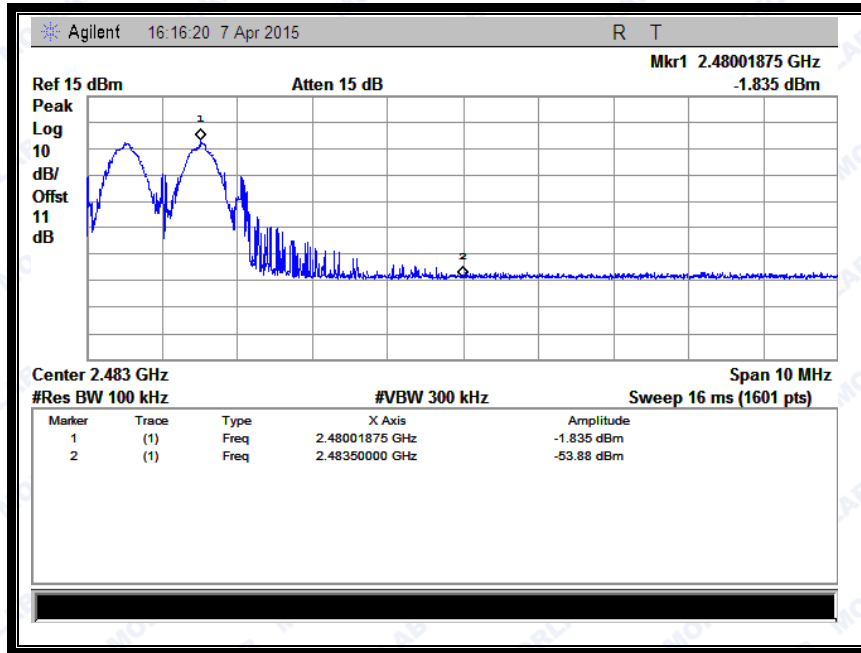 Agilent 16:16:20 7 Apr 2015 R T
Mkr1 2.48001875 GHz
Ref 15 dBm Atten 15 dB -1.835 dBm
Peak
Log
10
dB/
Offst
11
dB
1
2
Center 2.483 GHz Span 10 MHz
#Res BW 100 kHz #VBW 300 kHz Sweep 16 ms (1601 pts)
Marker Trace Type X Axis Amplitude
1 (1) Freq 2.48001875 GHz -1.835 dBm
2 (1) Freq 2.48350000 GHz -53.88 dBm